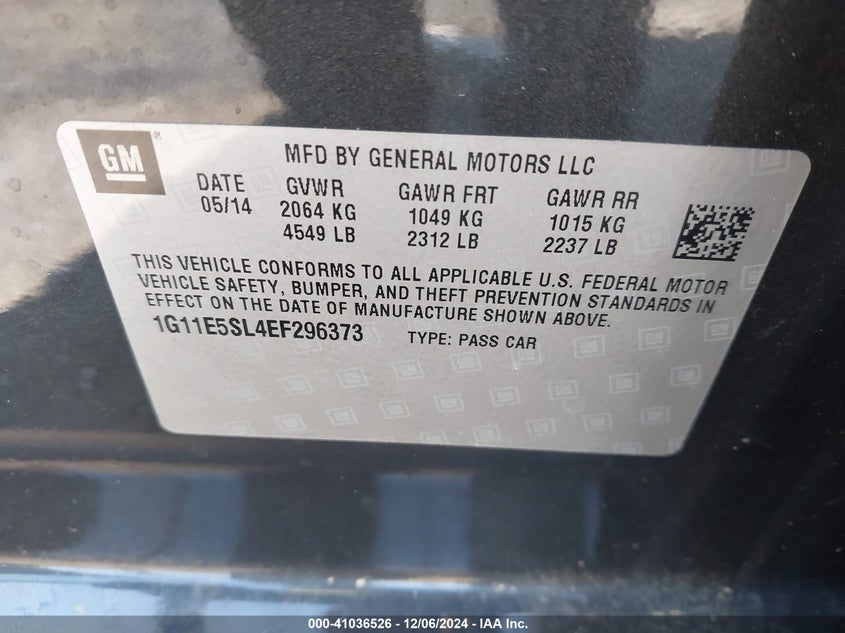 GM ®
MFD BY GENERAL MOTORS LLC
DATE GVWR GAWR FRT GAWR RR
05/14 2064 KG 1049 KG 1015 KG
4549 LB 2312 LB 2237 LB
THIS VEHICLE CONFORMS TO ALL APPLICABLE U.S. FEDERAL MOTOR
VEHICLE SAFETY, BUMPER, AND THEFT PREVENTION STANDARDS IN
EFFECT ON THE DATE OF MANUFACTURE SHOWN ABOVE.
1G11E5SL4EF296373 TYPE: PASS CAR
000-41036526 - 12/06/2024 - IAA Inc.